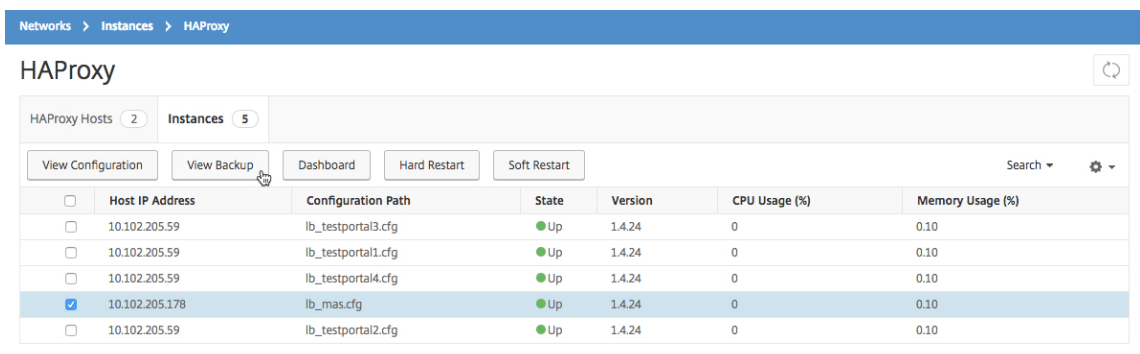 Networks > Instances > HAProxy
HAProxy
HAProxy Hosts 2 Instances 5
View Configuration View Backup Dashboard Hard Restart Soft Restart Search
Host IP Address Configuration Path State Version CPU Usage (%) Memory Usage (%)
10.102.205.59 lb_testportal3.cfg Up 1.4.24 0 0.10
10.102.205.59 lb_testportal1.cfg Up 1.4.24 0 0.10
10.102.205.59 lb_testportal4.cfg Up 1.4.24 0 0.10
10.102.205.178 lb_mas.cfg Up 1.4.24 0 0.10
10.102.205.59 lb_testportal2.cfg Up 1.4.24 0 0.10